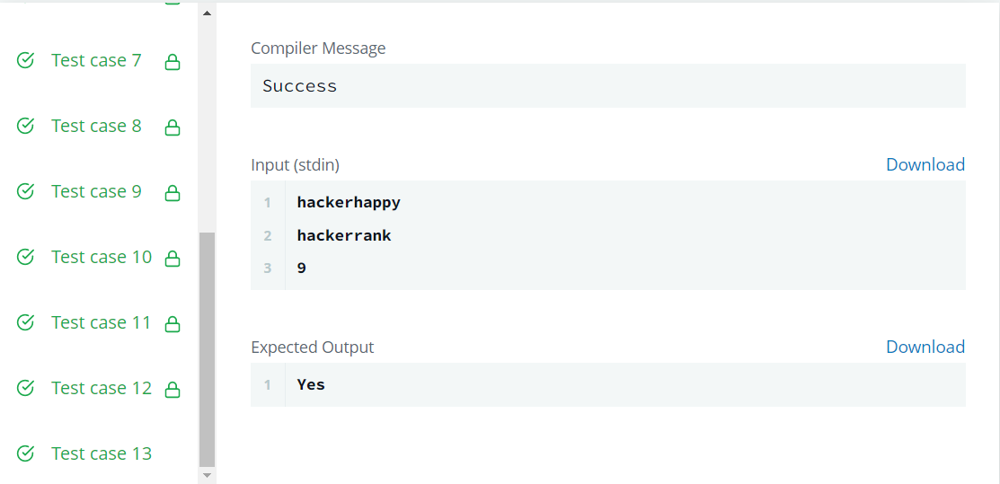 Test case 7
Test case 8
Test case 9
Test case 10
Test case 11
Test case 12
Test case 13
Compiler Message
Success
Input (stdin)
Download
1 hackerhappy
2 hackerrank
3 9
Expected Output
Download
1 Yes